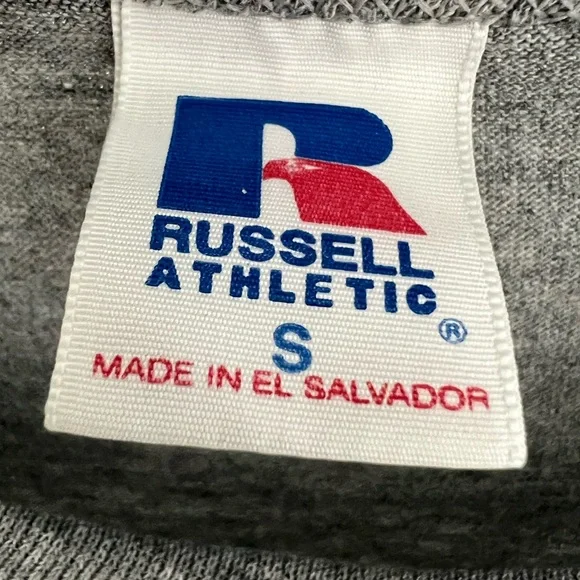 RUSSELL
ATHLETIC
®
S
MADE IN EL SALVADOR